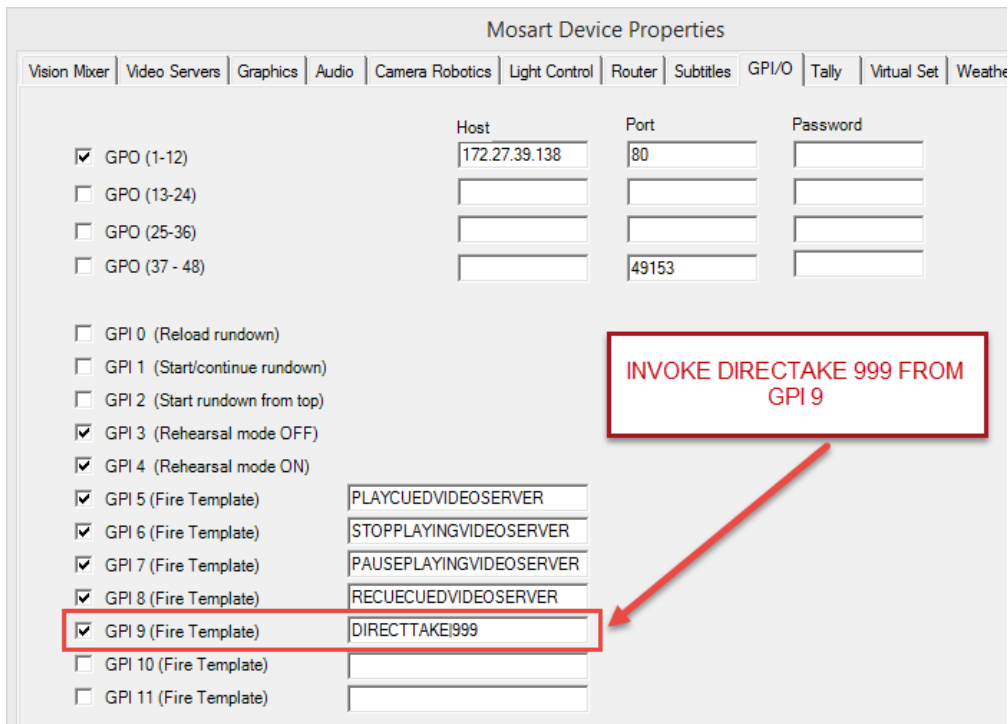 Mosart Device Properties
Vision Mixer Video Servers Graphics Audio Camera Robotics Light Control Router Subtitles GPI/O Tally Virtual Set Weathe
Host Port Password
GPO (1-12) 172.27.39.138 80
GPO (13-24)
GPO (25-36)
GPO (37 - 48) 49153
GPI 0 (Reload rundown)
GPI 1 (Start/continue rundown)
GPI 2 (Start rundown from top)
GPI 3 (Rehearsal mode OFF)
GPI 4 (Rehearsal mode ON)
INVOKE DIRECTAKE 999 FROM
GPI 9
GPI 5 (Fire Template) PLAYCUEDVIDEOSERVER
GPI 6 (Fire Template) STOPPLAYINGVIDEOSERVER
GPI 7 (Fire Template) PAUSEPLAYINGVIDEOSERVER
GPI 8 (Fire Template) RECUECUEDVIDEOSERVER
GPI 9 (Fire Template) DIRECTTAKE|999
GPI 10 (Fire Template)
GPI 11 (Fire Template)